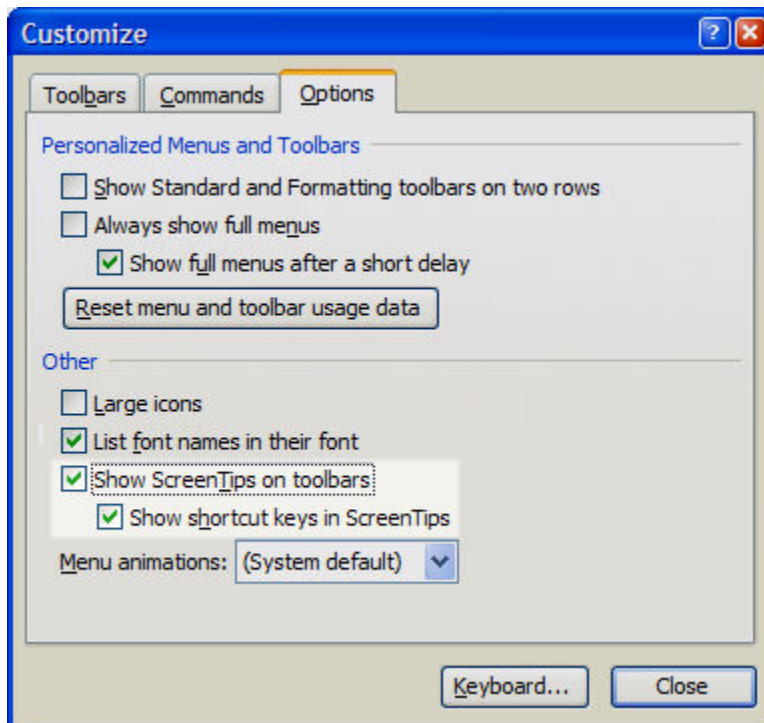 Customize
Toolbars Commands Options
Personalized Menus and Toolbars
Show Standard and Formatting toolbars on two rows
Always show full menus
Show full menus after a short delay
Reset menu and toolbar usage data
Other
Large icons
List font names in their font
Show ScreenTips on toolbars
Show shortcut keys in ScreenTips
Menu animations: (System default)
Keyboard... Close